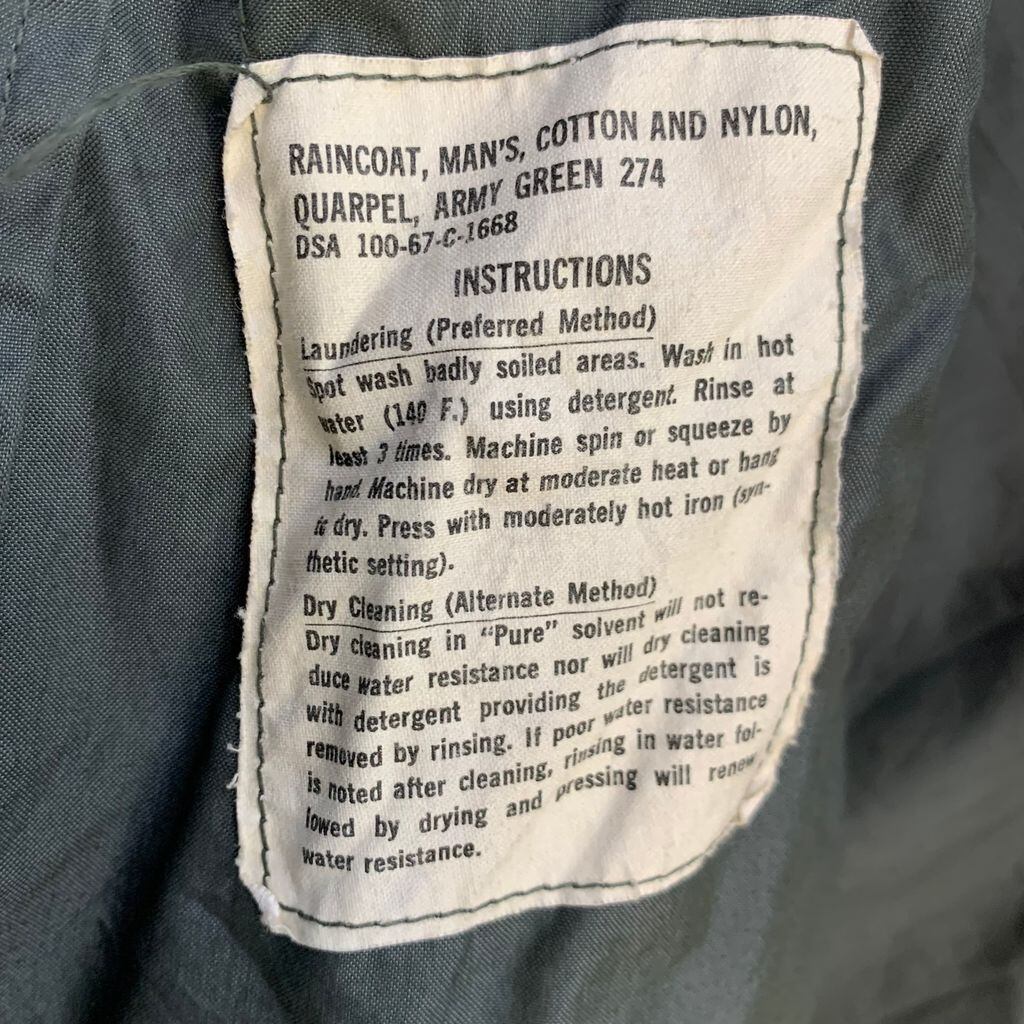 RAINCOAT, MAN'S, COTTON AND NYLON,
QUARPEL, ARMY GREEN 274
DSA 100-67-C-1668
INSTRUCTIONS
Laundering (Preferred Method)
Spot wash badly soiled areas. Wash in hot
water (140 F.) using detergent. Rinse at
least 3 times. Machine spin or squeeze by
hand. Machine dry at moderate heat or hang
to dry. Press with moderately hot iron (syn-
thetic setting).
Dry Cleaning (Alternate Method)
Dry cleaning in "Pure" solvent will not re-
duce water resistance nor will dry cleaning
with detergent providing the detergent is
removed by rinsing. If poor water resistance
is noted after cleaning, rinsing in water fol-
lowed by drying and pressing will renew
water resistance.